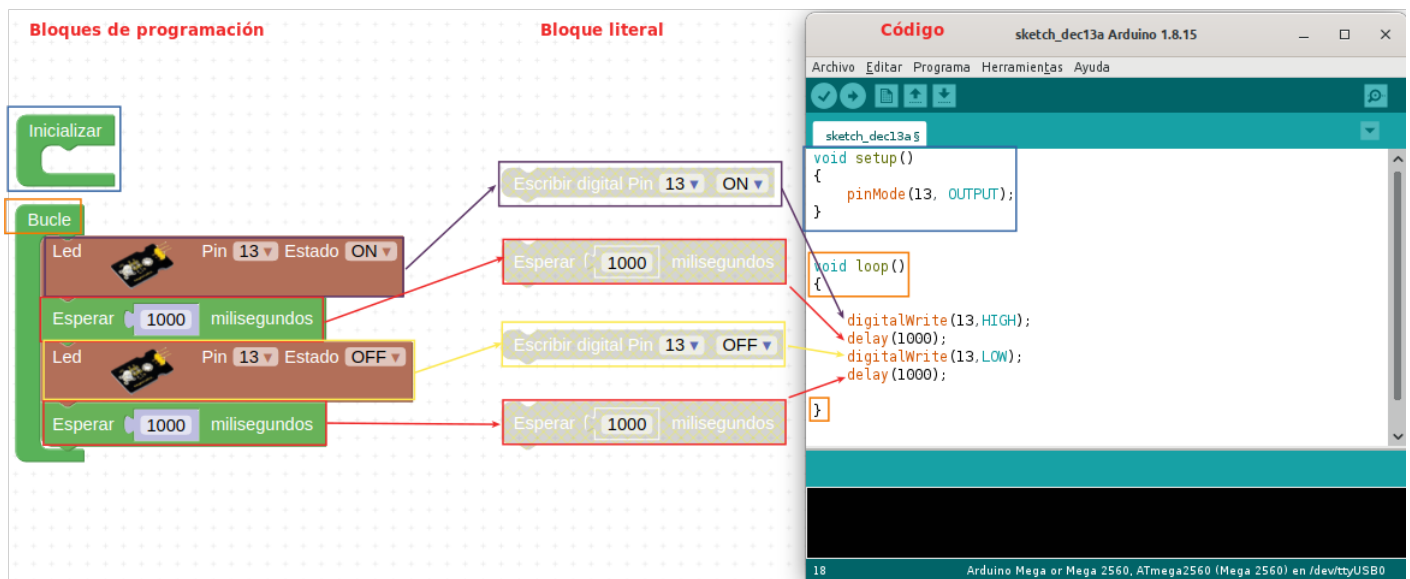 Bloques de programación
Bloque literal
Código
sketch_dec13a Arduino 1.8.15
Archivo Editar Programa Herramientas Ayuda
sketch_dec13a §
Inicializar
Bucle
Led Pin 13 Estado ON
Esperar 1000 milisegundos
Led Pin 13 Estado OFF
Esperar 1000 milisegundos
Escribir digital Pin 13 ON
Esperar 1000 milisegundos
Escribir digital Pin 13 OFF
Esperar 1000 milisegundos
void setup()
{
pinMode(13, OUTPUT);
}
void loop()
{
digitalWrite(13,HIGH);
delay(1000);
digitalWrite(13,LOW);
delay(1000);
}
18 Arduino Mega or Mega 2560, ATmega2560 (Mega 2560) en /dev/ttyUSB0